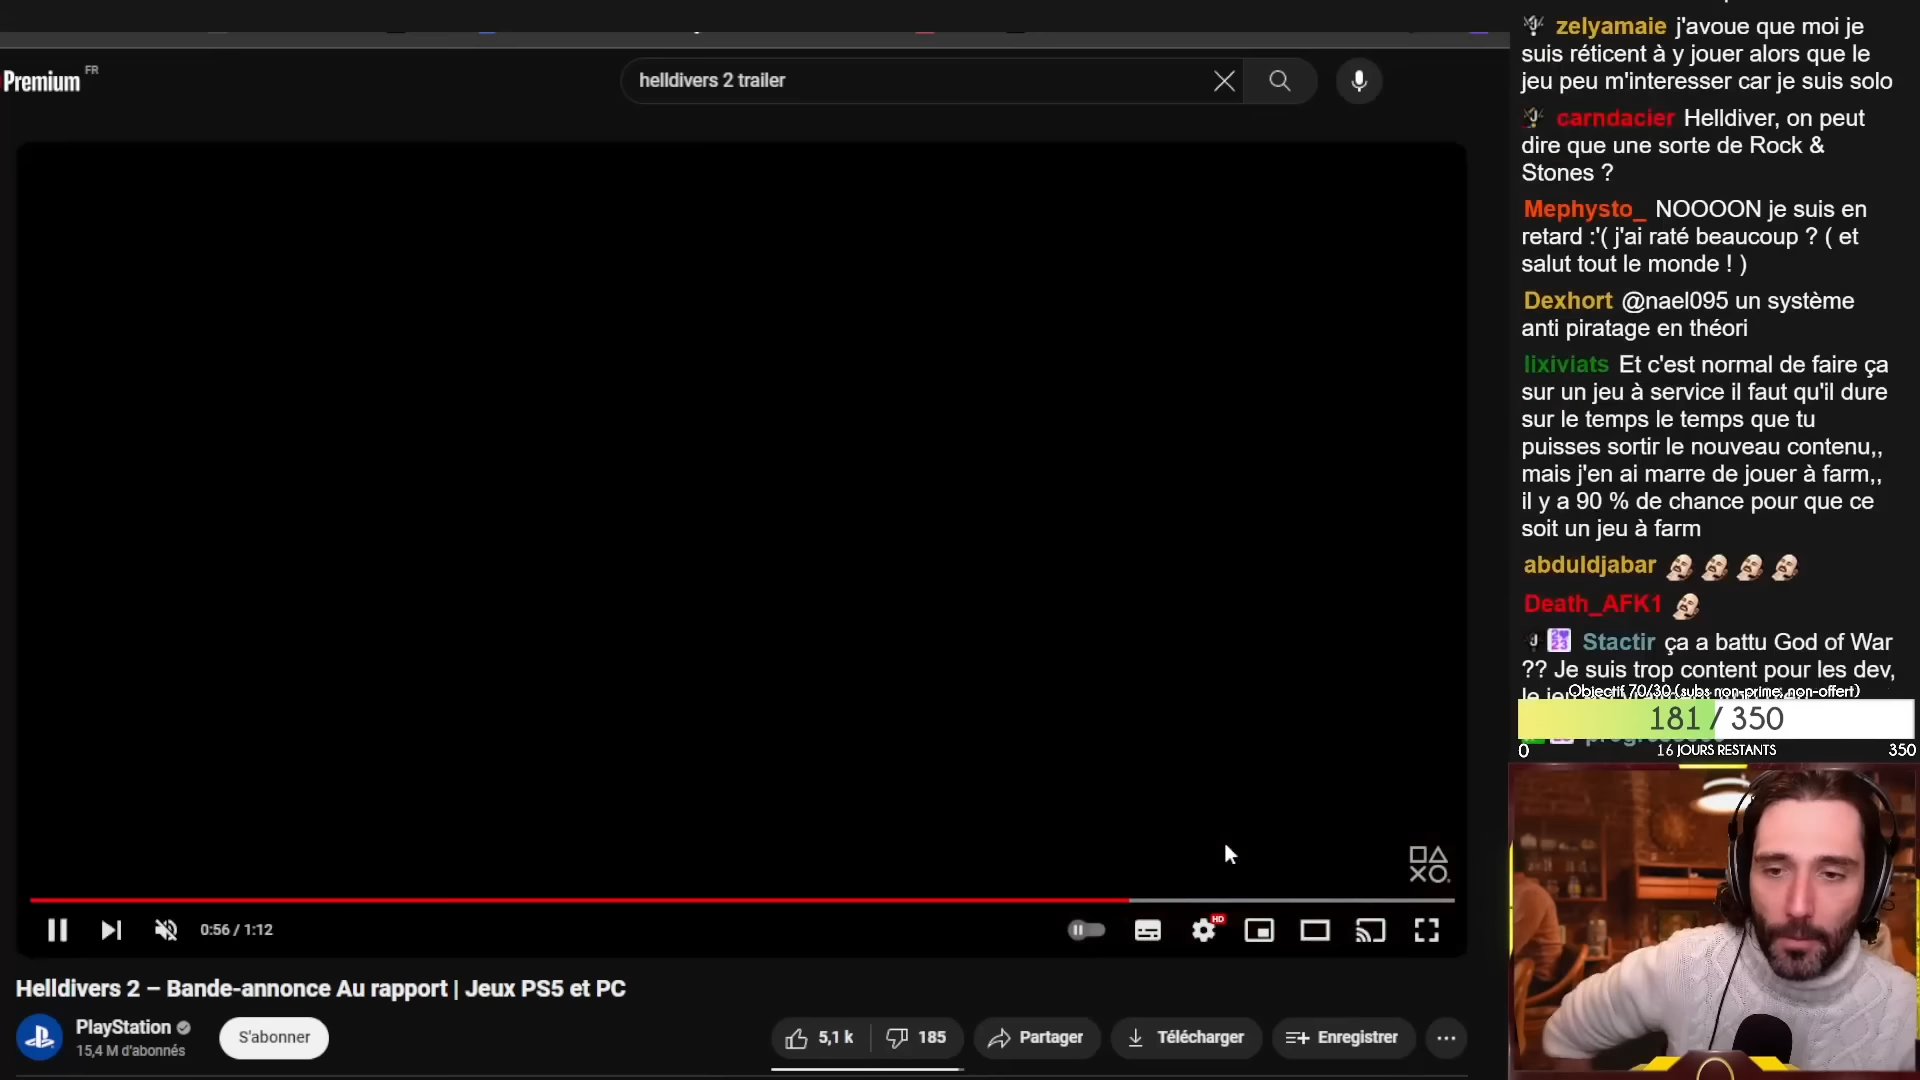 Premium FR
helldivers 2 trailer
HD
0:56 / 1:12
Helldivers 2 – Bande-annonce Au rapport | Jeux PS5 et PC
PlayStation
15,4 M d'abonnés
S'abonner
5,1 k
185
Partager
Télécharger
Enregistrer
zelyamaie j'avoue que moi je
suis réticent à y jouer alors que le
jeu peu m'interesser car je suis solo
carndacier Helldiver, on peut
dire que une sorte de Rock &
Stones ?
Mephysto_ NOOOON je suis en
retard :'( j'ai raté beaucoup ? ( et
salut tout le monde ! )
Dexhort @nael095 un système
anti piratage en théori
lixiviats Et c'est normal de faire ça
sur un jeu à service il faut qu'il dure
sur le temps le temps que tu
puisses sortir le nouveau contenu,,
mais j'en ai marre de jouer à farm,,
il y a 90 % de chance pour que ce
soit un jeu à farm
abduldjabar
Death_AFK1
Stactir ça a battu God of War
?? Je suis trop content pour les dev,
Objectif 70/30 (subs non-prime, non-offert)
181 / 350
0
16 JOURS RESTANTS
350